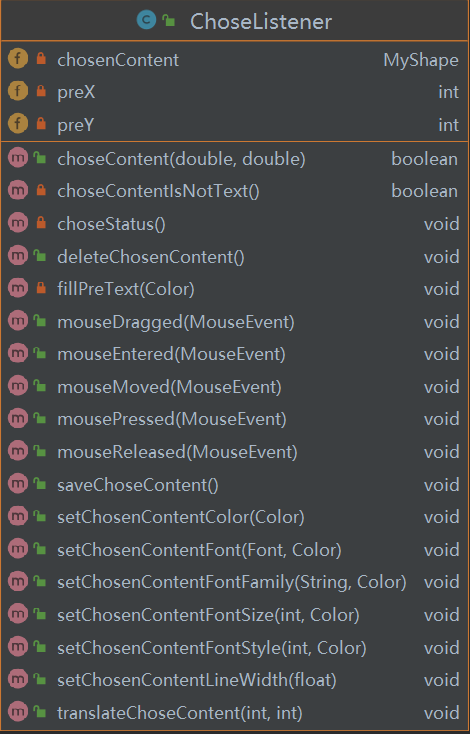 ChoseListener
chosenContent MyShape
preX int
preY int
choseContent(double, double) boolean
choseContentIsNotText() boolean
choseStatus() void
deleteChosenContent() void
fillPreText(Color) void
mouseDragged(MouseEvent) void
mouseEntered(MouseEvent) void
mouseMoved(MouseEvent) void
mousePressed(MouseEvent) void
mouseReleased(MouseEvent) void
saveChoseContent() void
setChosenContentColor(Color) void
setChosenContentFont(Font, Color) void
setChosenContentFontFamily(String, Color) void
setChosenContentFontSize(int, Color) void
setChosenContentFontStyle(int, Color) void
setChosenContentLineWidth(float) void
translateChoseContent(int, int) void